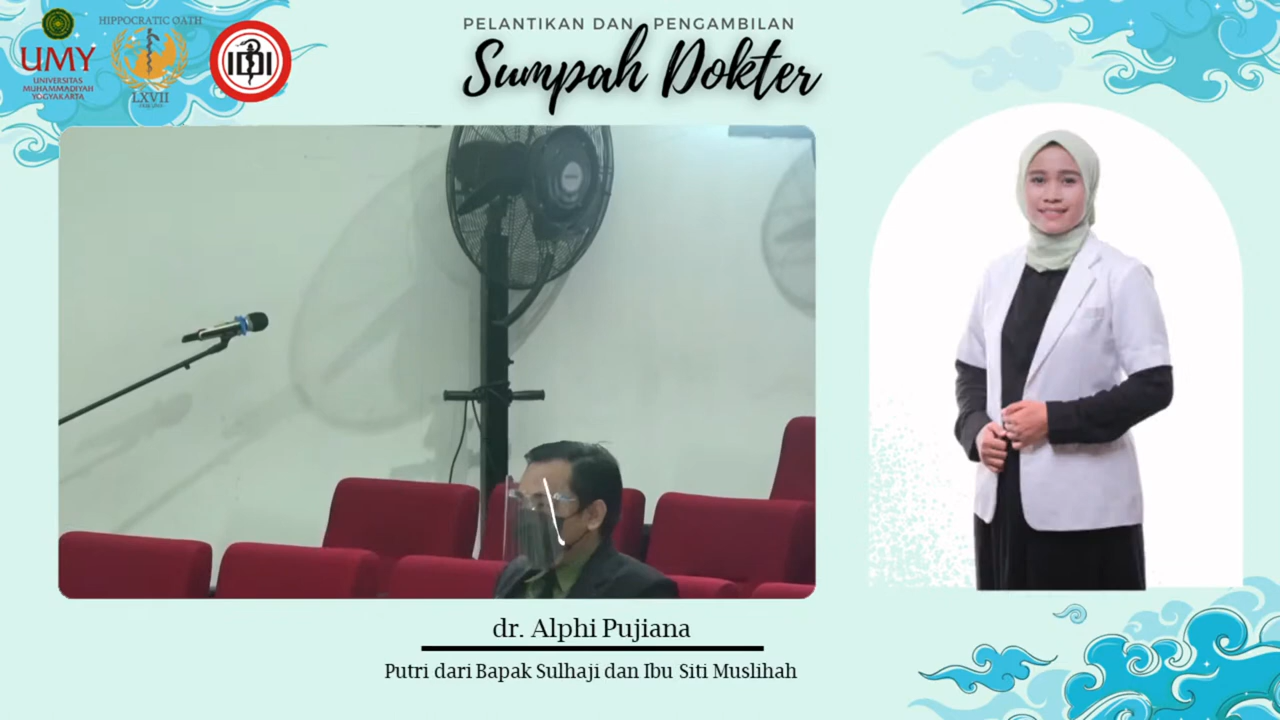 UMY
UNIVERSITAS
MUHAMMADIYAH
YOGYAKARTA
HIPPOCRATIC OATH
LXVII
IDI
PELANTIKAN DAN PENGAMBILAN
Sumpah Dokter
dr. Alphi Pujiana
Putri dari Bapak Sulhaji dan Ibu Siti Muslihah